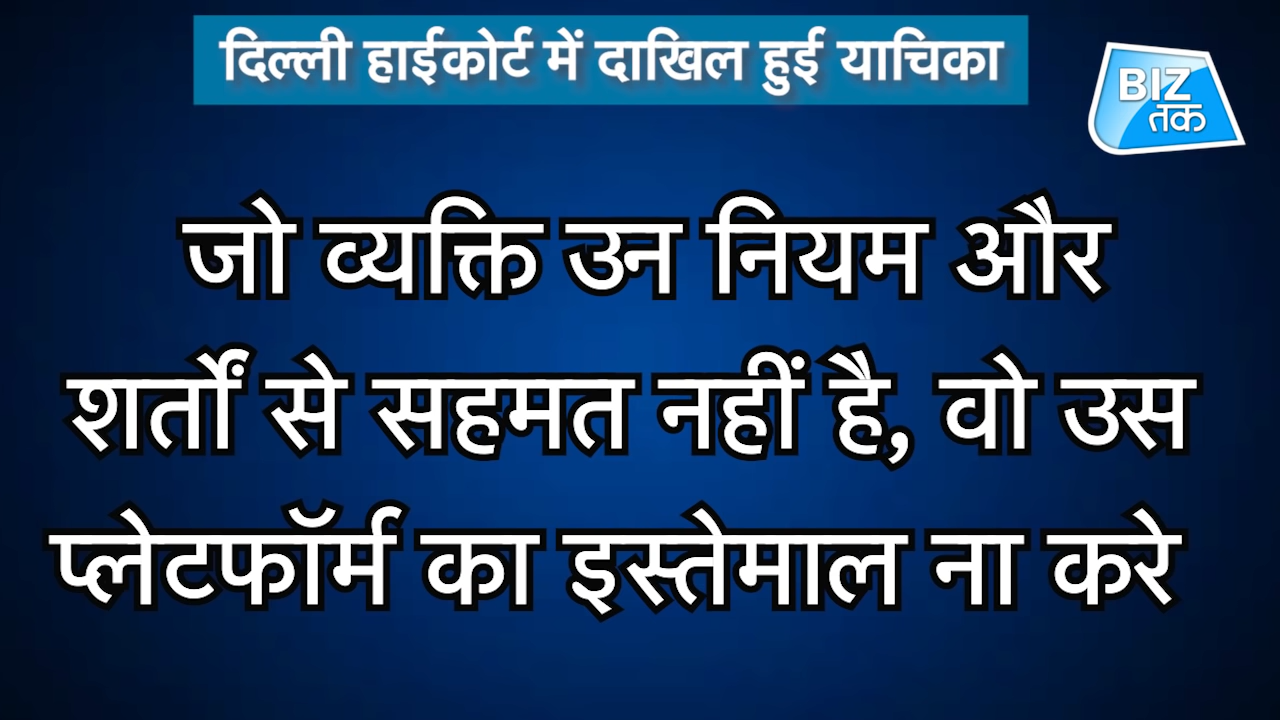 दिल्ली हाईकोर्ट में दाखिल हुई याचिका
BIZ
तक
जो व्यक्ति उन नियम और
शर्तों से सहमत नहीं है, वो उस
प्लेटफॉर्म का इस्तेमाल ना करे